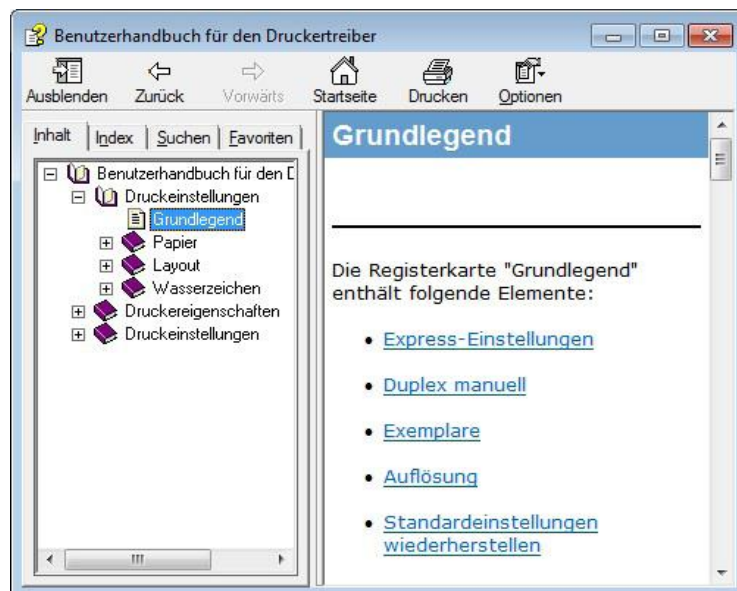 Benutzerhandbuch für den Druckertreiber
Ausblenden Zurück Vorwärts Startseite Drucken Optionen
Inhalt Index Suchen Favoriten
Benutzerhandbuch für den D
Druckeinstellungen
Grundlegend
Papier
Layout
Wasserzeichen
Druckereigenschaften
Druckeinstellungen
Grundlegend
Die Registerkarte "Grundlegend"
enthält folgende Elemente:
• Express-Einstellungen
• Duplex manuell
• Exemplare
• Auflösung
• Standardeinstellungen
wiederherstellen